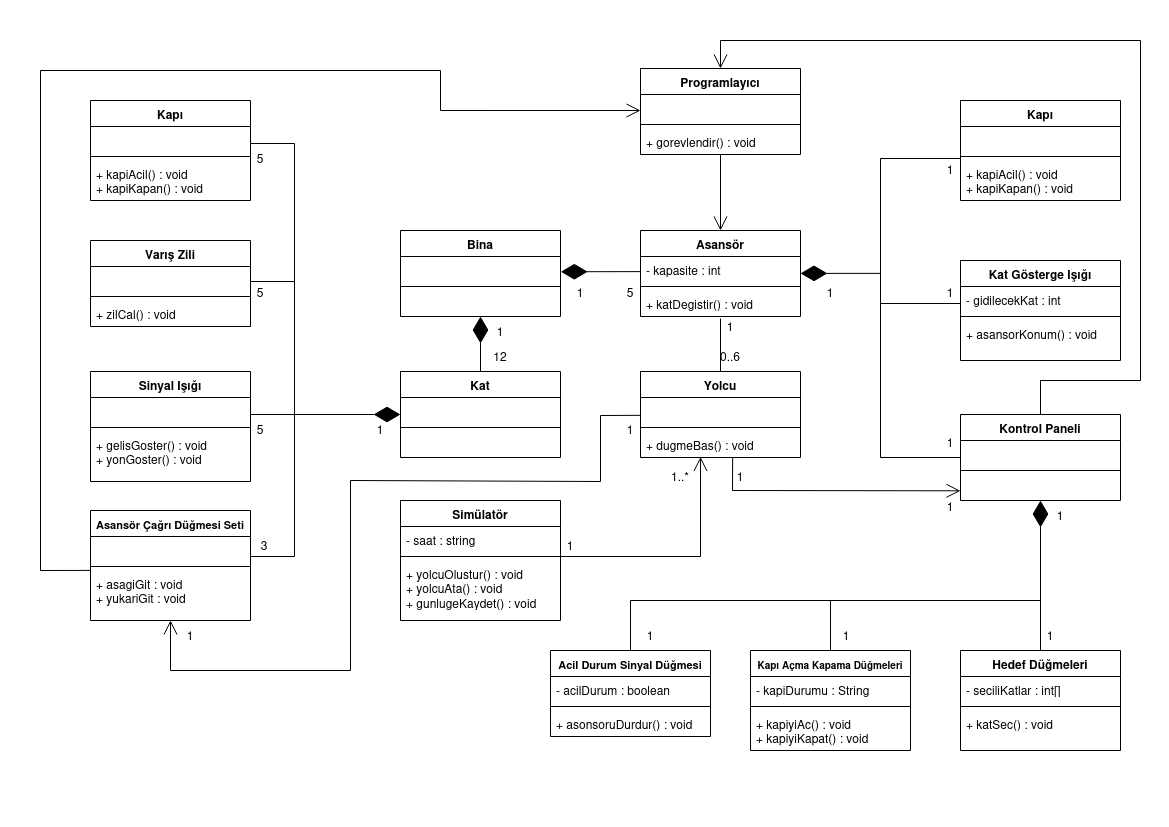 Programlayıcı
+ gorevlendir() : void
Kapı
5
+ kapiAcil() : void
+ kapiKapan() : void
Kapı
1
+ kapiAcil() : void
+ kapiKapan() : void
Varış Zili
5
+ zilCal() : void
Bina
1
1
Asansör
- kapasite : int
5
+ katDegistir() : void
1
1
0..6
Kat Gösterge Işığı
1
- gidilecekKat : int
+ asansorKonum() : void
12
Sinyal Işığı
5
+ gelisGoster() : void
+ yonGoster() : void
Kat
1
Yolcu
1
+ dugmeBas() : void
1..*
1
Kontrol Paneli
1
1
1
Asansör Çağrı Düğmesi Seti
3
+ asagiGit : void
+ yukariGit : void
1
Simülatör
- saat : string
1
+ yolcuOlustur() : void
+ yolcuAta() : void
+ gunlugeKaydet() : void
1
1
1
Acil Durum Sinyal Düğmesi
- acilDurum : boolean
+ asonsoruDurdur() : void
Kapı Açma Kapama Düğmeleri
- kapiDurumu : String
+ kapiyiAc() : void
+ kapiyiKapat() : void
Hedef Düğmeleri
- seciliKatlar : int[]
+ katSec() : void